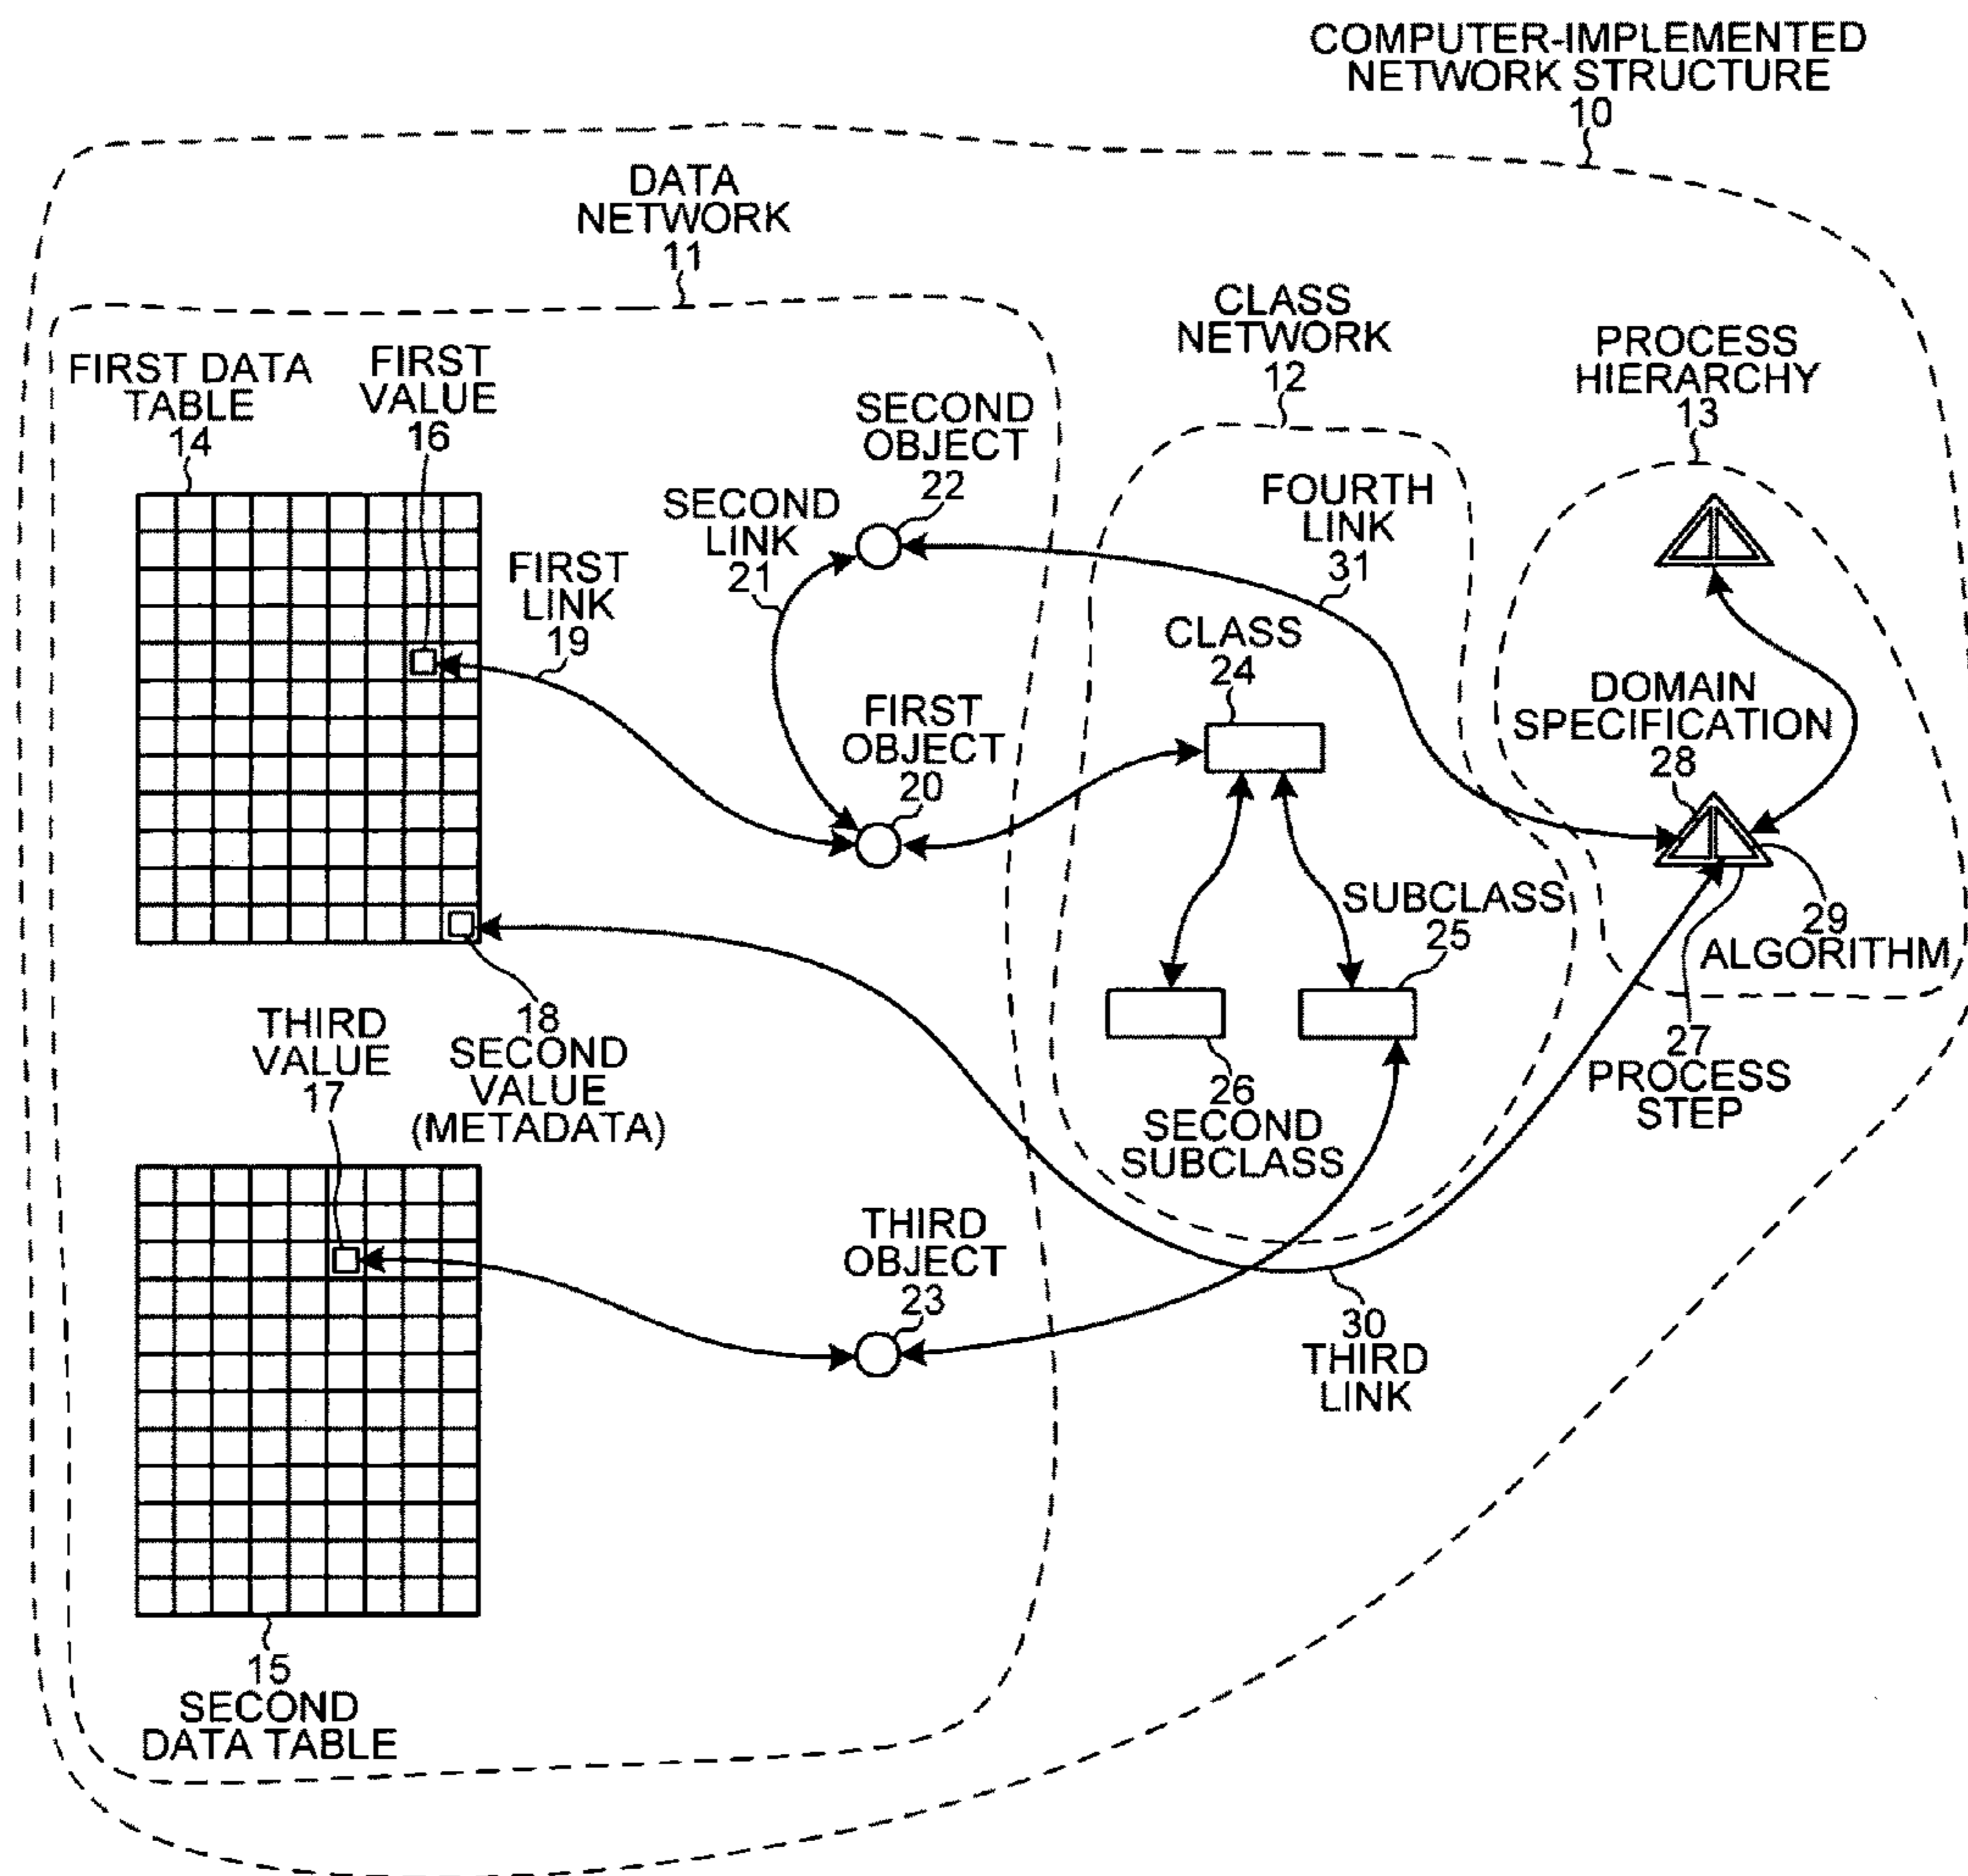 COMPUTER-IMPLEMENTED
NETWORK STRUCTURE
10
DATA
NETWORK
11
CLASS
NETWORK
12
PROCESS
HIERARCHY
13
FIRST DATA
TABLE
14
FIRST
VALUE
16
SECOND
OBJECT
22
SECOND
LINK
21
FIRST
LINK
19
FOURTH
LINK
31
CLASS
24
DOMAIN
SPECIFICATION
28
FIRST
OBJECT
20
SUBCLASS
25
29
ALGORITHM
18
SECOND
VALUE
(METADATA)
THIRD
VALUE
17
26
SECOND
SUBCLASS
27
PROCESS
STEP
THIRD
OBJECT
23
30
THIRD
LINK
15
SECOND
DATA TABLE